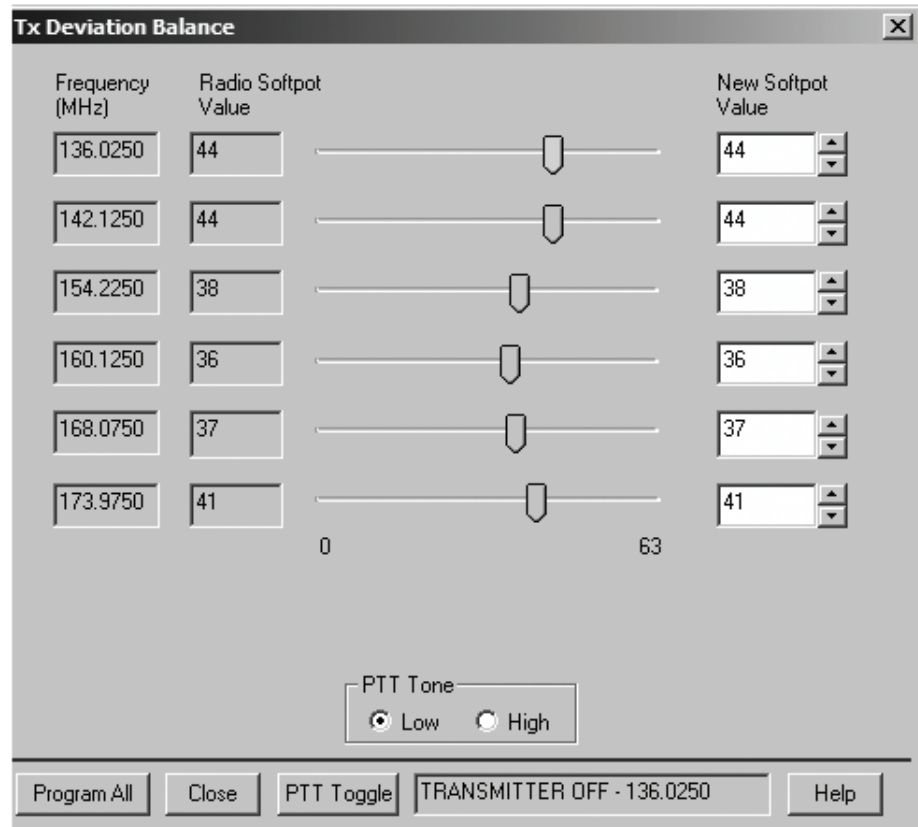 Tx Deviation Balance
Frequency (MHz)
Radio Softpot Value
New Softpot Value
136.0250 44 44
142.1250 44 44
154.2250 38 38
160.1250 36 36
168.0750 37 37
173.9750 41 41
0 63
PTT Tone
Low High
Program All Close PTT Toggle TRANSMITTER OFF - 136.0250 Help